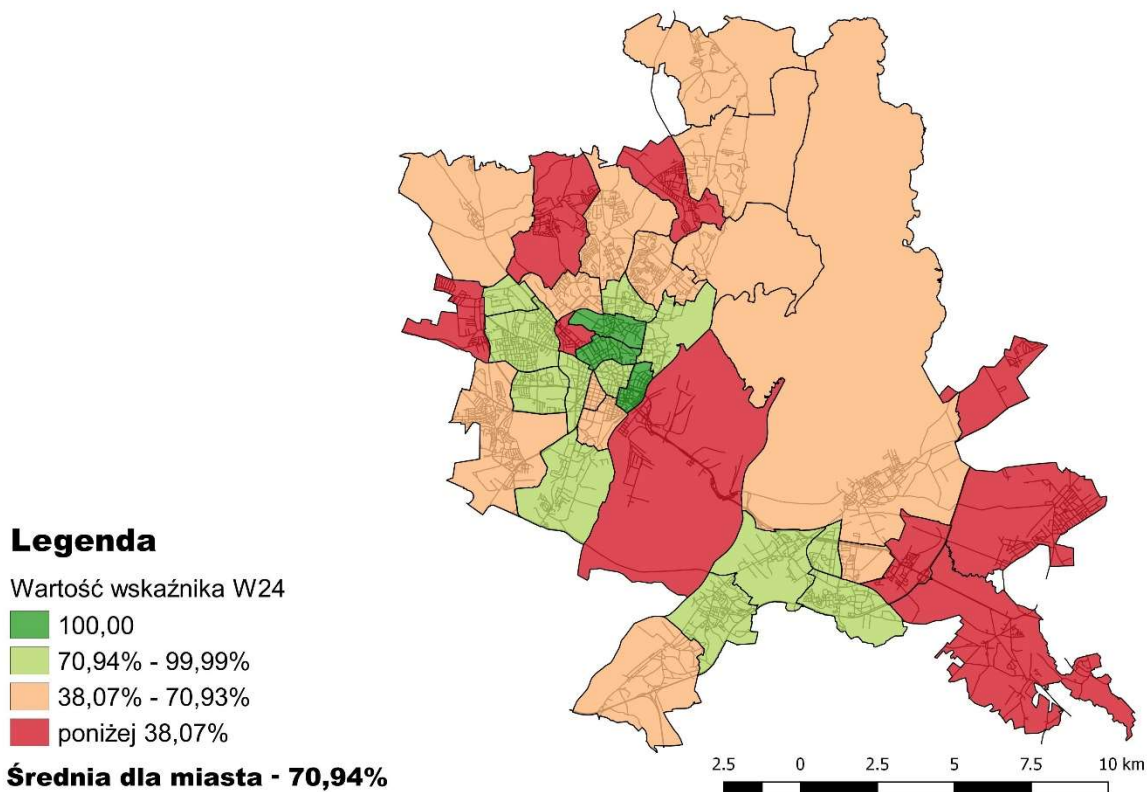 Legenda
Wartość wskaźnika W24
100,00
70,94% - 99,99%
38,07% - 70,93%
poniżej 38,07%
Średnia dla miasta - 70,94%
2.5 0 2.5 5 7.5 10 km